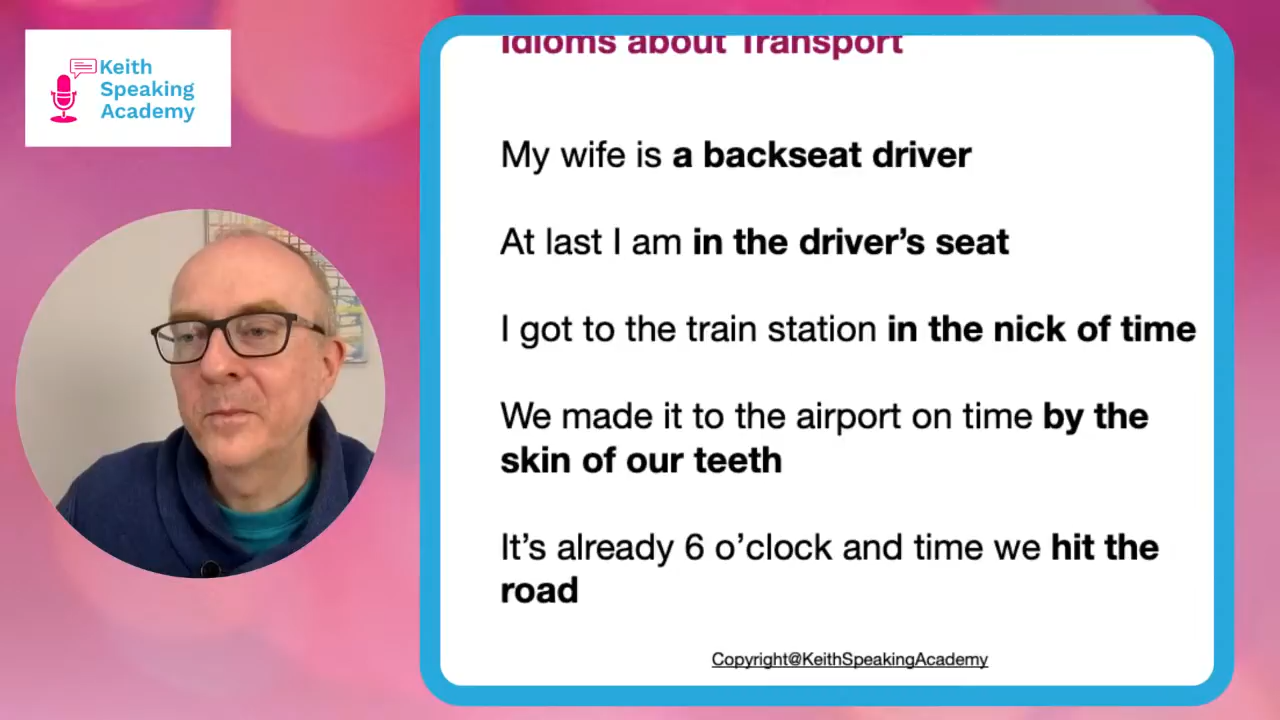 Keith
Speaking
Academy
Idioms about Transport
My wife is a backseat driver
At last I am in the driver’s seat
I got to the train station in the nick of time
We made it to the airport on time by the
skin of our teeth
It’s already 6 o’clock and time we hit the
road
Copyright@KeithSpeakingAcademy